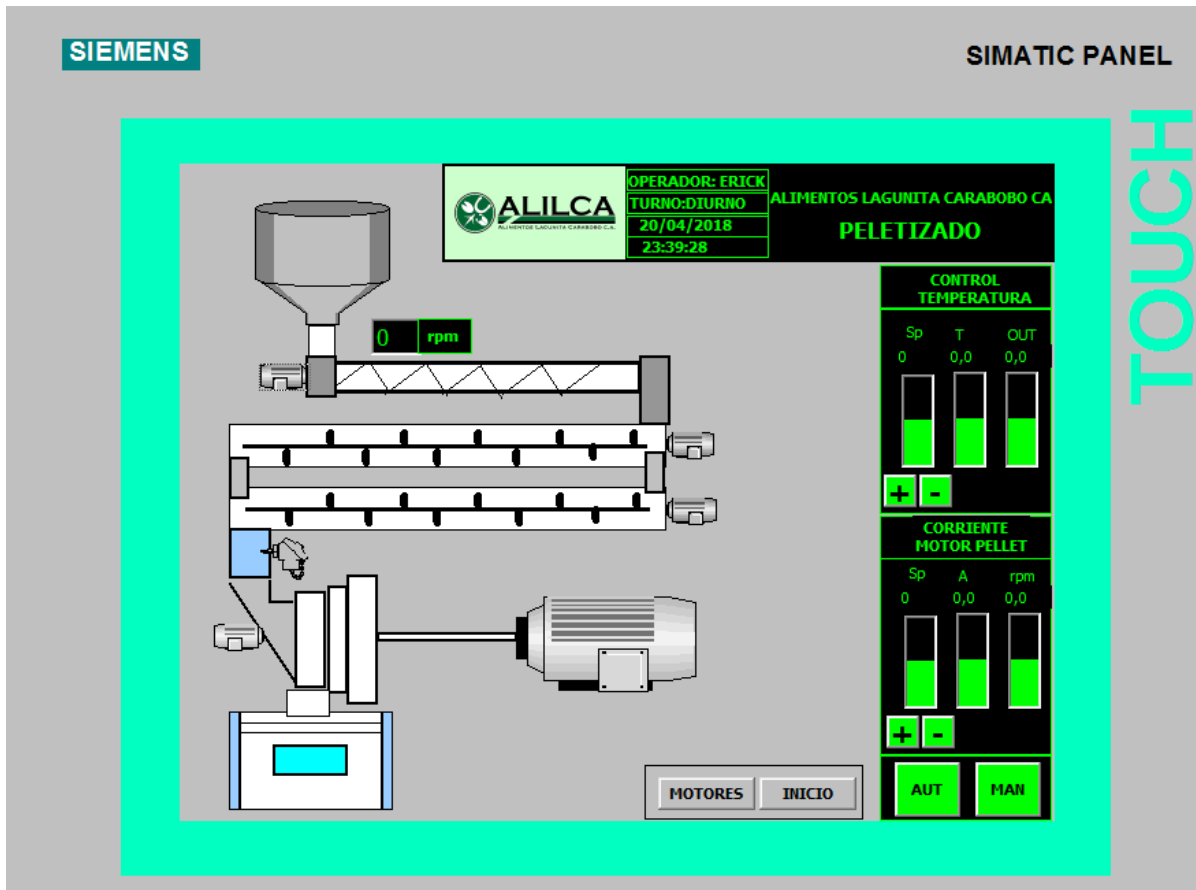 SIEMENS
SIMATIC PANEL
TOUCH
ALILCA
ALIMENTOS LAGUNITA CARABOBO C.A.
OPERADOR: ERICK
TURNO:DIURNO
20/04/2018
23:39:28
ALIMENTOS LAGUNITA CARABOBO CA
PELETIZADO
0 rpm
CONTROL
TEMPERATURA
Sp T OUT
0 0,0 0,0
+ -
CORRIENTE
MOTOR PELLET
Sp A rpm
0 0,0 0,0
+ -
AUT MAN
MOTORES INICIO